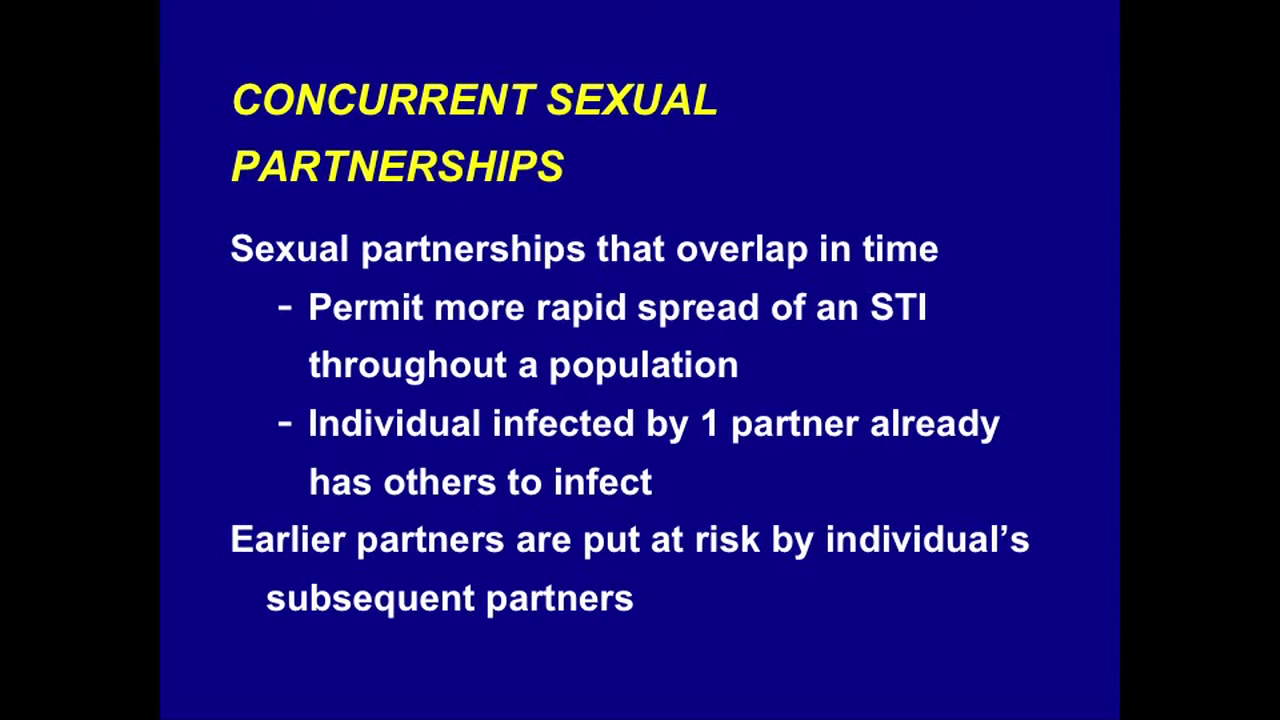 CONCURRENT SEXUAL
PARTNERSHIPS
Sexual partnerships that overlap in time
- Permit more rapid spread of an STI
throughout a population
- Individual infected by 1 partner already
has others to infect
Earlier partners are put at risk by individual’s
subsequent partners